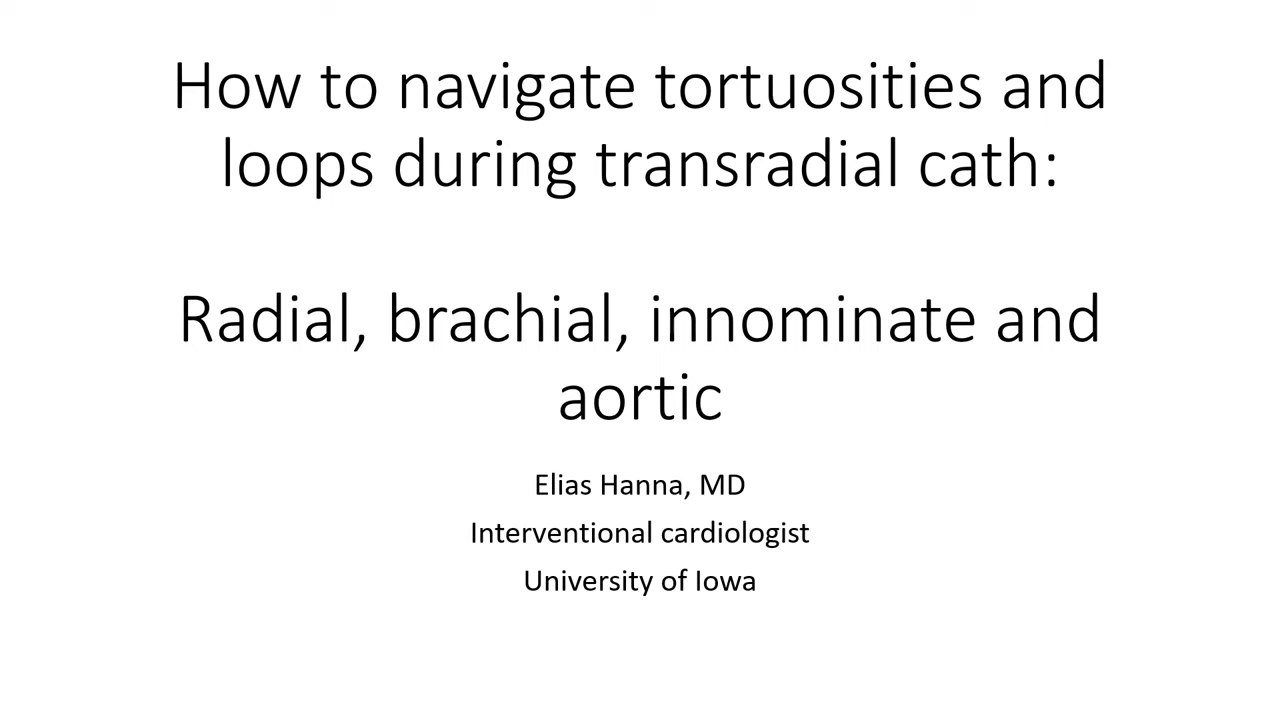 How to navigate tortuosities and
loops during transradial cath:
Radial, brachial, innominate and
aortic
Elias Hanna, MD
Interventional cardiologist
University of Iowa